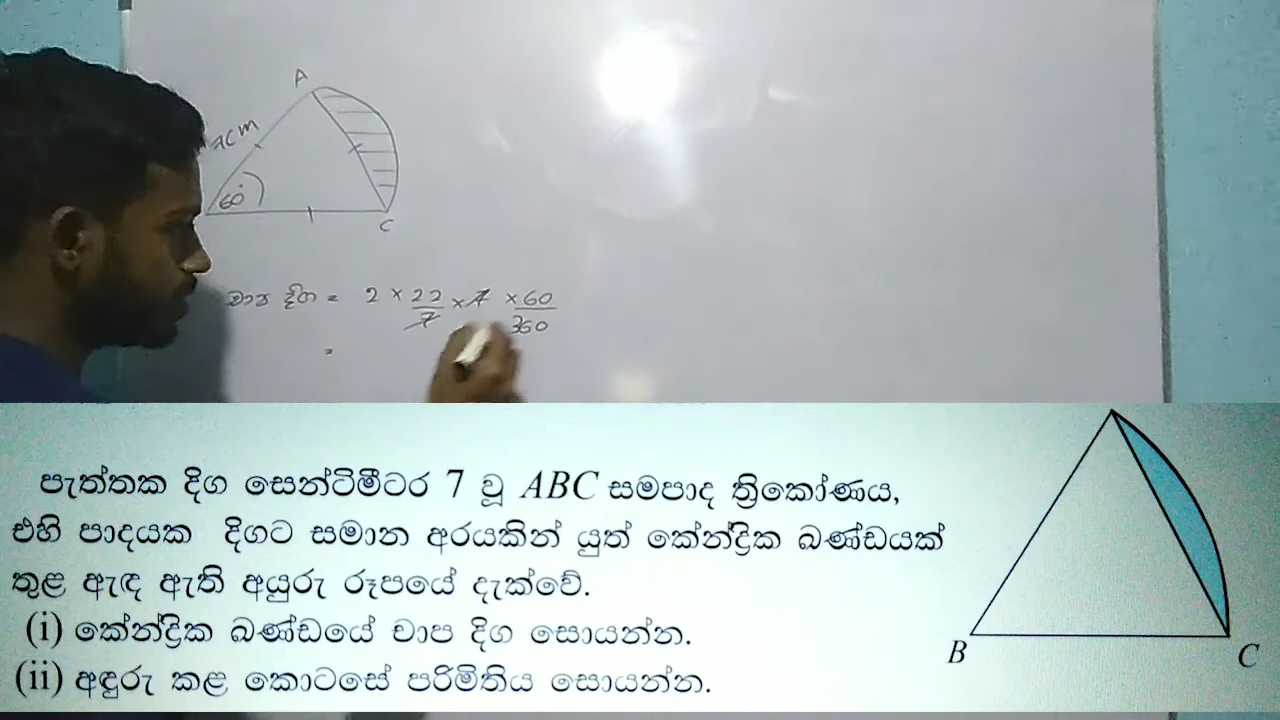 A
7cm
60°
C
චාප දිග = 2 × 22/7 × 7 × 60/360
=
පැත්තක දිග සෙන්ටිමීටර 7 වූ ABC සමපාද ත්‍රිකෝණය,
එහි පාදයක දිගට සමාන අරයකින් යුත් කේන්ද්‍රික ඛණ්ඩයක්
තුළ ඇඳ ඇති අයුරු රූපයේ දැක්වේ.
(i) කේන්ද්‍රික ඛණ්ඩයේ චාප දිග සොයන්න.
(ii) අඳුරු කළ කොටසේ පරිමිතිය සොයන්න.
B
C